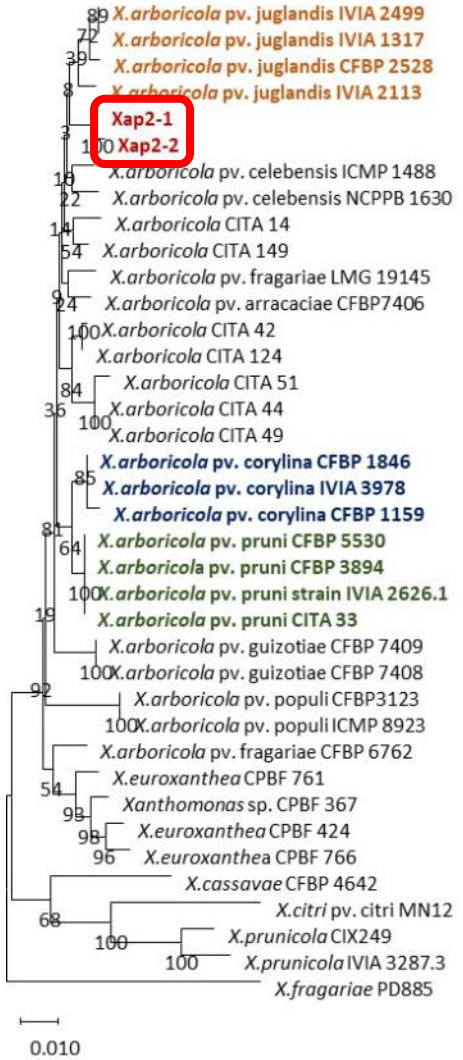 89
X.arboricola pv. juglandis IVIA 2499
72
X.arboricola pv. juglandis IVIA 1317
39
X.arboricola pv. juglandis CFBP 2528
8
X.arboricola pv. juglandis IVIA 2113
Xap2-1
3
100 Xap2-2
X.arboricola pv. celebensis ICMP 1488
10
X.arboricola pv. celebensis NCPPB 1630
22
X.arboricola CITA 14
14
X.arboricola CITA 149
54
X.arboricola pv. fragariae LMG 19145
9
X.arboricola pv. arracaciae CFBP7406
24
X.arboricola CITA 42
100
X.arboricola CITA 124
X.arboricola CITA 51
84
X.arboricola CITA 44
36
100
X.arboricola CITA 49
X.arboricola pv. corylina CFBP 1846
85
X.arboricola pv. corylina IVIA 3978
X.arboricola pv. corylina CFBP 1159
81
X.arboricola pv. pruni CFBP 5530
64
X.arboricola pv. pruni CFBP 3894
100
X.arboricola pv. pruni strain IVIA 2626.1
19
X.arboricola pv. pruni CITA 33
X.arboricola pv. guizotiae CFBP 7409
100
X.arboricola pv. guizotiae CFBP 7408
92
X.arboricola pv. populi CFBP3123
100
X.arboricola pv. populi ICMP 8923
X.arboricola pv. fragariae CFBP 6762
54
X.euroxanthea CPBF 761
93
Xanthomonas sp. CPBF 367
98
X.euroxanthea CPBF 424
96
X.euroxanthea CPBF 766
X.cassavae CFBP 4642
68
X.citri pv. citri MN12
100
X.prunicola CIX249
100
X.prunicola IVIA 3287.3
X.fragariae PD885
0.010